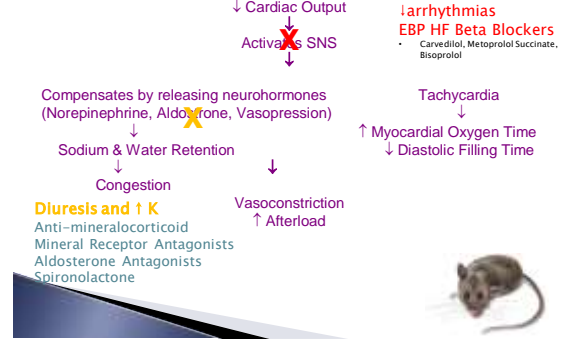 ↓ Cardiac Output
↓
Activates SNS
X
↓
↓arrhythmias
EBP HF Beta Blockers
• Carvedilol, Metoprolol Succinate,
Bisoprolol
Compensates by releasing neurohormones
(Norepinephrine, Aldostrone, Vasopression)
X
↓
Sodium & Water Retention
↓
Congestion
↓
Vasoconstriction
↑ Afterload
Tachycardia
↓
↑ Myocardial Oxygen Time
↓ Diastolic Filling Time
Diuresis and ↑ K
Anti-mineralocorticoid
Mineral Receptor Antagonists
Aldosterone Antagonists
Spironolactone